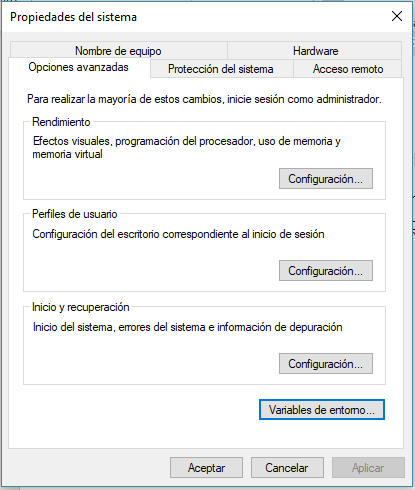 Propiedades del sistema
Nombre de equipo
Hardware
Opciones avanzadas
Protección del sistema
Acceso remoto
Para realizar la mayoría de estos cambios, inicie sesión como administrador.
Rendimiento
Efectos visuales, programación del procesador, uso de memoria y
memoria virtual
Configuración...
Perfiles de usuario
Configuración del escritorio correspondiente al inicio de sesión
Configuración...
Inicio y recuperación
Inicio del sistema, errores del sistema e información de depuración
Configuración...
Variables de entorno...
Aceptar
Cancelar
Aplicar